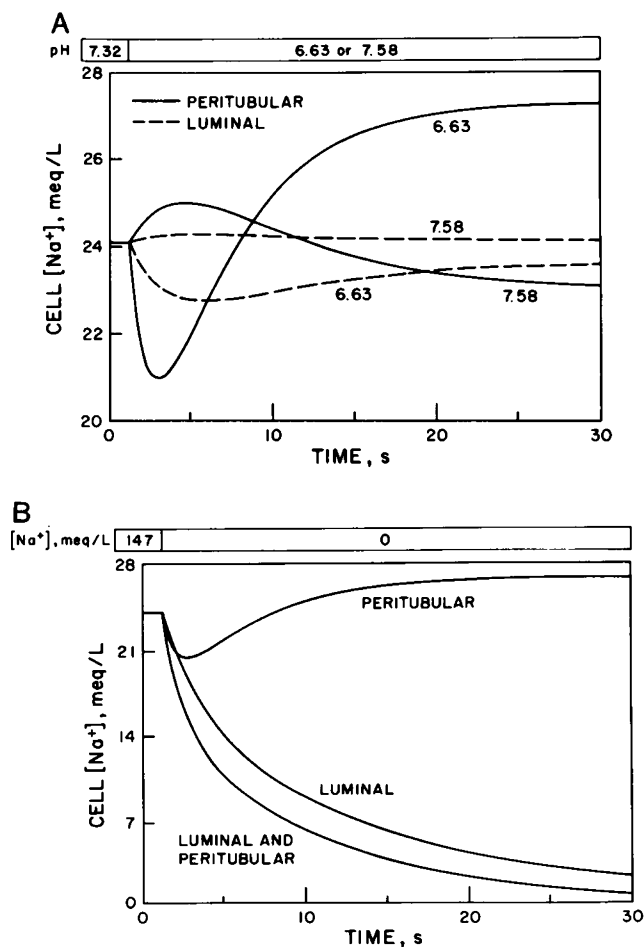 A
pH 7.32 6.63 or 7.58
28
PERITUBULAR
LUMINAL
6.63
26
CELL [Na⁺], meq/L
24
7.58
6.63
7.58
22
20
0 10 20 30
TIME, s
B
[Na⁺], meq/L 147 0
28
PERITUBULAR
21
CELL [Na⁺], meq/L
14
LUMINAL
7
LUMINAL AND
PERITUBULAR
0
0 10 20 30
TIME, s